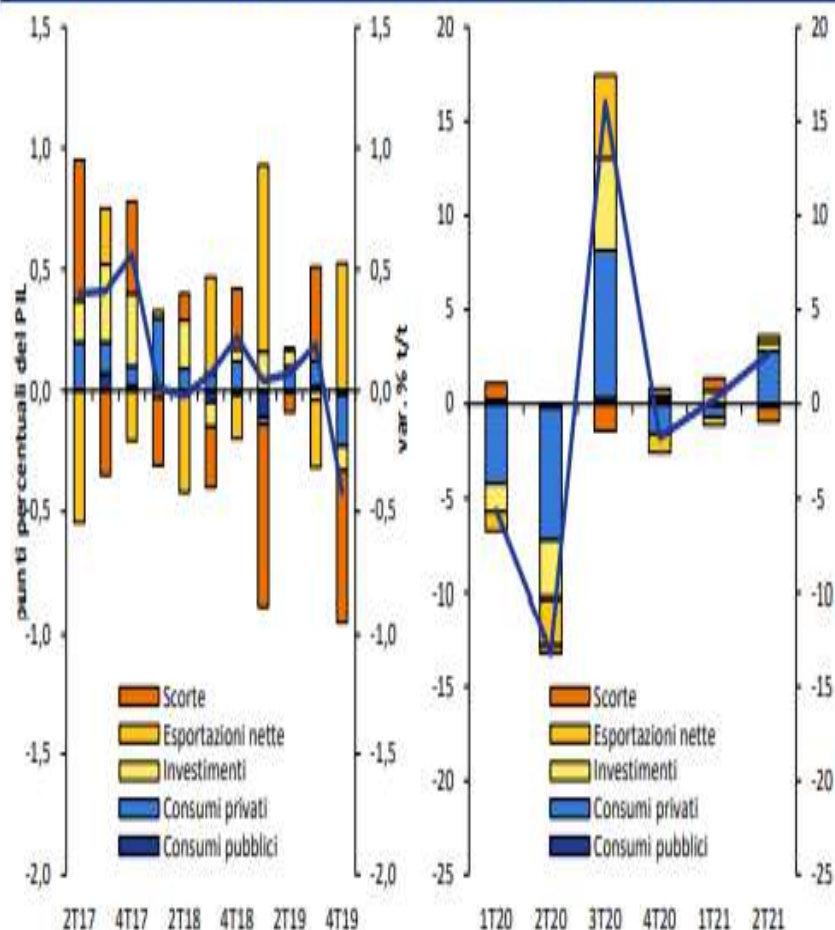 1,5
1,0
0,5
0,0
-0,5
-1,0
-1,5
-2,0
punti percentuali del PIL
1,5
1,0
0,5
0,0
-0,5
-1,0
-1,5
-2,0
Scorte
Esportazioni nette
Investimenti
Consumi privati
Consumi pubblici
2T17 4T17 2T18 4T18 2T19 4T19
var. % t/t
20
15
10
5
0
-5
-10
-15
-20
-25
20
15
10
5
0
-5
-10
-15
-20
-25
Scorte
Esportazioni nette
Investimenti
Consumi privati
Consumi pubblici
1T20 2T20 3T20 4T20 1T21 2T21